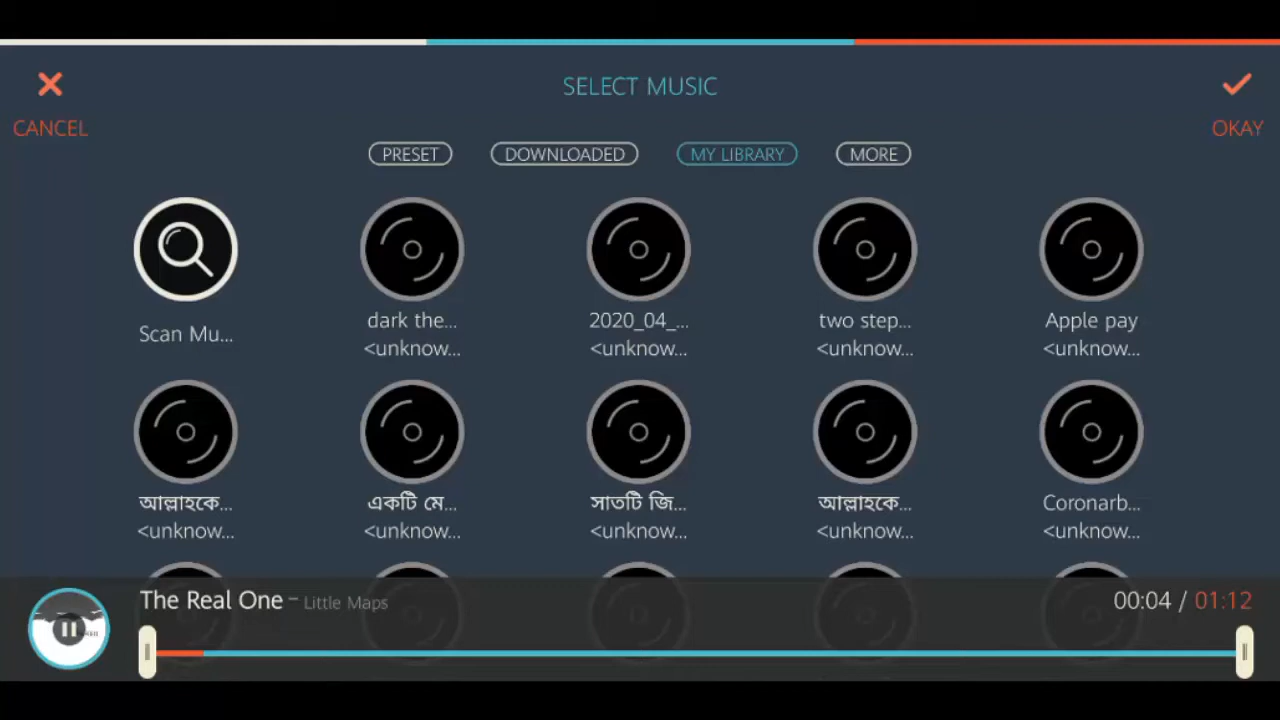 SELECT MUSIC
CANCEL
OKAY
PRESET DOWNLOADED MY LIBRARY MORE
Scan Mu... dark the... 2020_04_... two step... Apple pay
<unknow... <unknow... <unknow... <unknow...
আল্লাহকে... একটি মে... সাতটি জি... আল্লাহকে... Coronarb...
<unknow... <unknow... <unknow... <unknow... <unknow...
The Real One - Little Maps 00:04 / 01:12